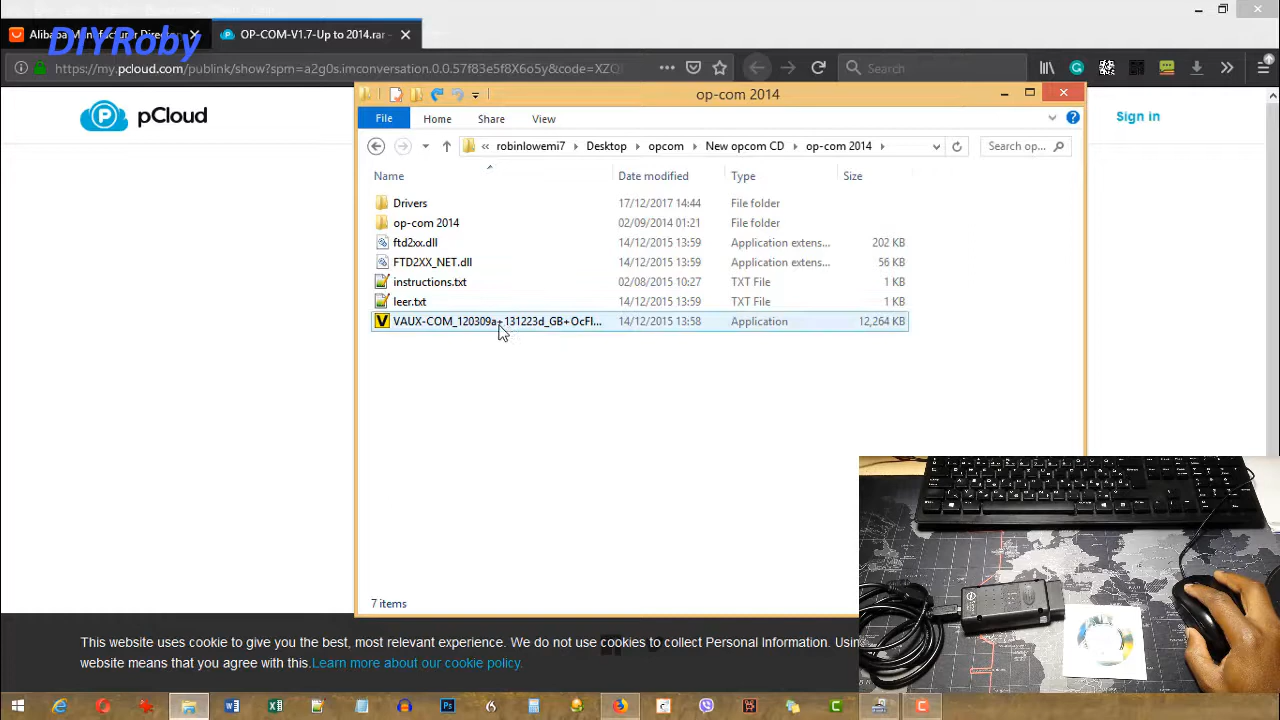 DIYRoby
Alibaba Manufacturer Direct
OP-COM-V1.7-Up to 2014.rar -
https://my.pcloud.com/publink/show?spm=a2g0s.imconversation.0.0.57f83e5f8X6o5y&code=XZQ
Search
pCloud
Sign in
op-com 2014
File Home Share View
robinlowemi7 Desktop opcom New opcom CD op-com 2014
Search op...
Name Date modified Type Size
Drivers 17/12/2017 14:44 File folder
op-com 2014 02/09/2014 01:21 File folder
ftd2xx.dll 14/12/2015 13:59 Application extens... 202 KB
FTD2XX_NET.dll 14/12/2015 13:59 Application extens... 56 KB
instructions.txt 02/08/2015 10:27 TXT File 1 KB
leer.txt 14/12/2015 13:59 TXT File 1 KB
VAUX-COM_120309a+131223d_GB+OcFl... 14/12/2015 13:58 Application 12,264 KB
7 items
This website uses cookie to give you the best, most relevant experience. We do not use cookies to collect Personal Information. Using
website means that you agree with this.Learn more about our cookie policy.